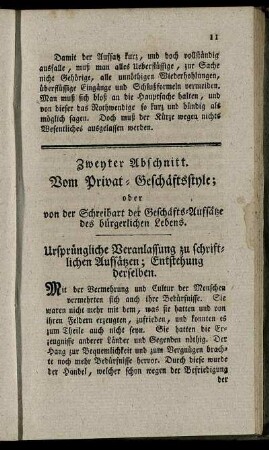 11
Damit der Aufsatz kurz, und doch vollständig
ausfalle, muß man alles Ueberflüssige, zur Sache
nicht Gehörige, alle unnöthigen Wiederhohlungen,
überflüssige Eingänge und Schlußformeln vermeiden.
Man muß sich bloß an die Hauptsache halten, und
von dieser das Nothwendige so kurz und bündig als
möglich sagen. Doch muß der Kürze wegen nichts
Wesentliches ausgelassen werden.
Zweyter Abschnitt.
Vom Privat-Geschäftsstyle;
oder
von der Schreibart der Geschäfts-Aufsätze
des bürgerlichen Lebens.
Ursprüngliche Veranlassung zu schrift-
lichen Aufsätzen; Entstehung
derselben.
Mit der Vermehrung und Cultur der Menschen
vermehrten sich auch ihre Bedürfnisse. Sie
waren nicht mehr mit dem, was sie hatten und von
ihren Feldern erzeugten, zufrieden, und konnten es
zum Theile auch nicht seyn. Sie hatten die Er-
zeugnisse anderer Länder und Gegenden nöthig. Der
Hang zur Bequemlichkeit und zum Vergnügen brach-
te noch mehr Bedürfnisse hervor. Durch diese wurde
der Handel, welcher schon wegen der Befriedigung
der